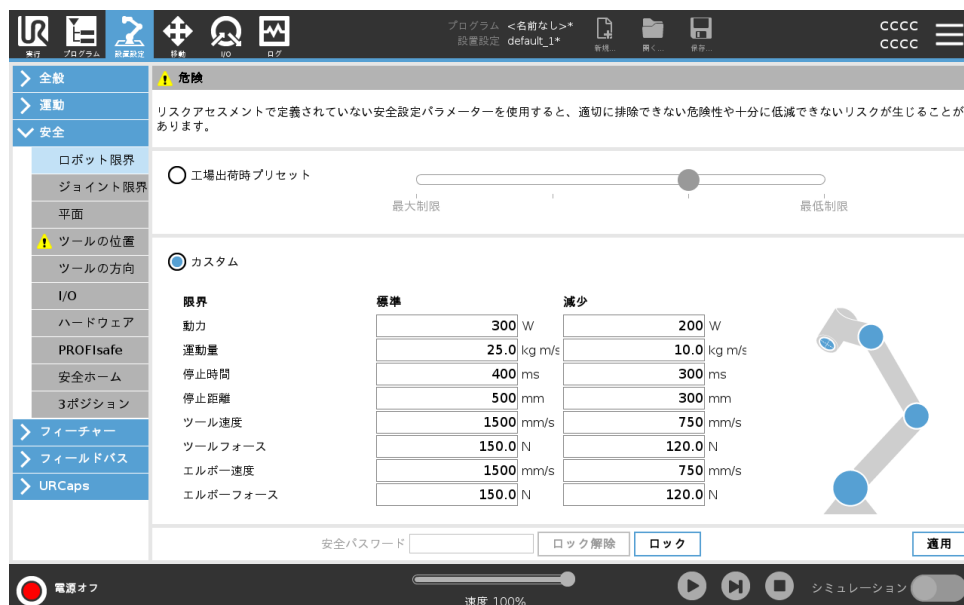 UR
プログラム <名前なし>*
設置設定 default_1*
cccc
cccc
実行 プログラム 設置設定 移動 I/O ログ 新規... 開く... 保存...
全般
運動
安全
ロボット限界
ジョイント限界
平面
ツールの位置
ツールの方向
I/O
ハードウェア
PROFIsafe
安全ホーム
3ポジション
フィーチャー
フィールドバス
URCaps
危険
リスクアセスメントで定義されていない安全設定パラメーターを使用すると、適切に排除できない危険性や十分に低減できないリスクが生じることが
あります。
工場出荷時プリセット
最大制限 最低制限
カスタム
限界 標準 減少
動力 300 W 200 W
運動量 25.0 kg m/s 10.0 kg m/s
停止時間 400 ms 300 ms
停止距離 500 mm 300 mm
ツール速度 1500 mm/s 750 mm/s
ツールフォース 150.0 N 120.0 N
エルボー速度 1500 mm/s 750 mm/s
エルボーフォース 150.0 N 120.0 N
安全パスワード ロック解除 ロック 適用
電源オフ
速度 100%
シミュレーション